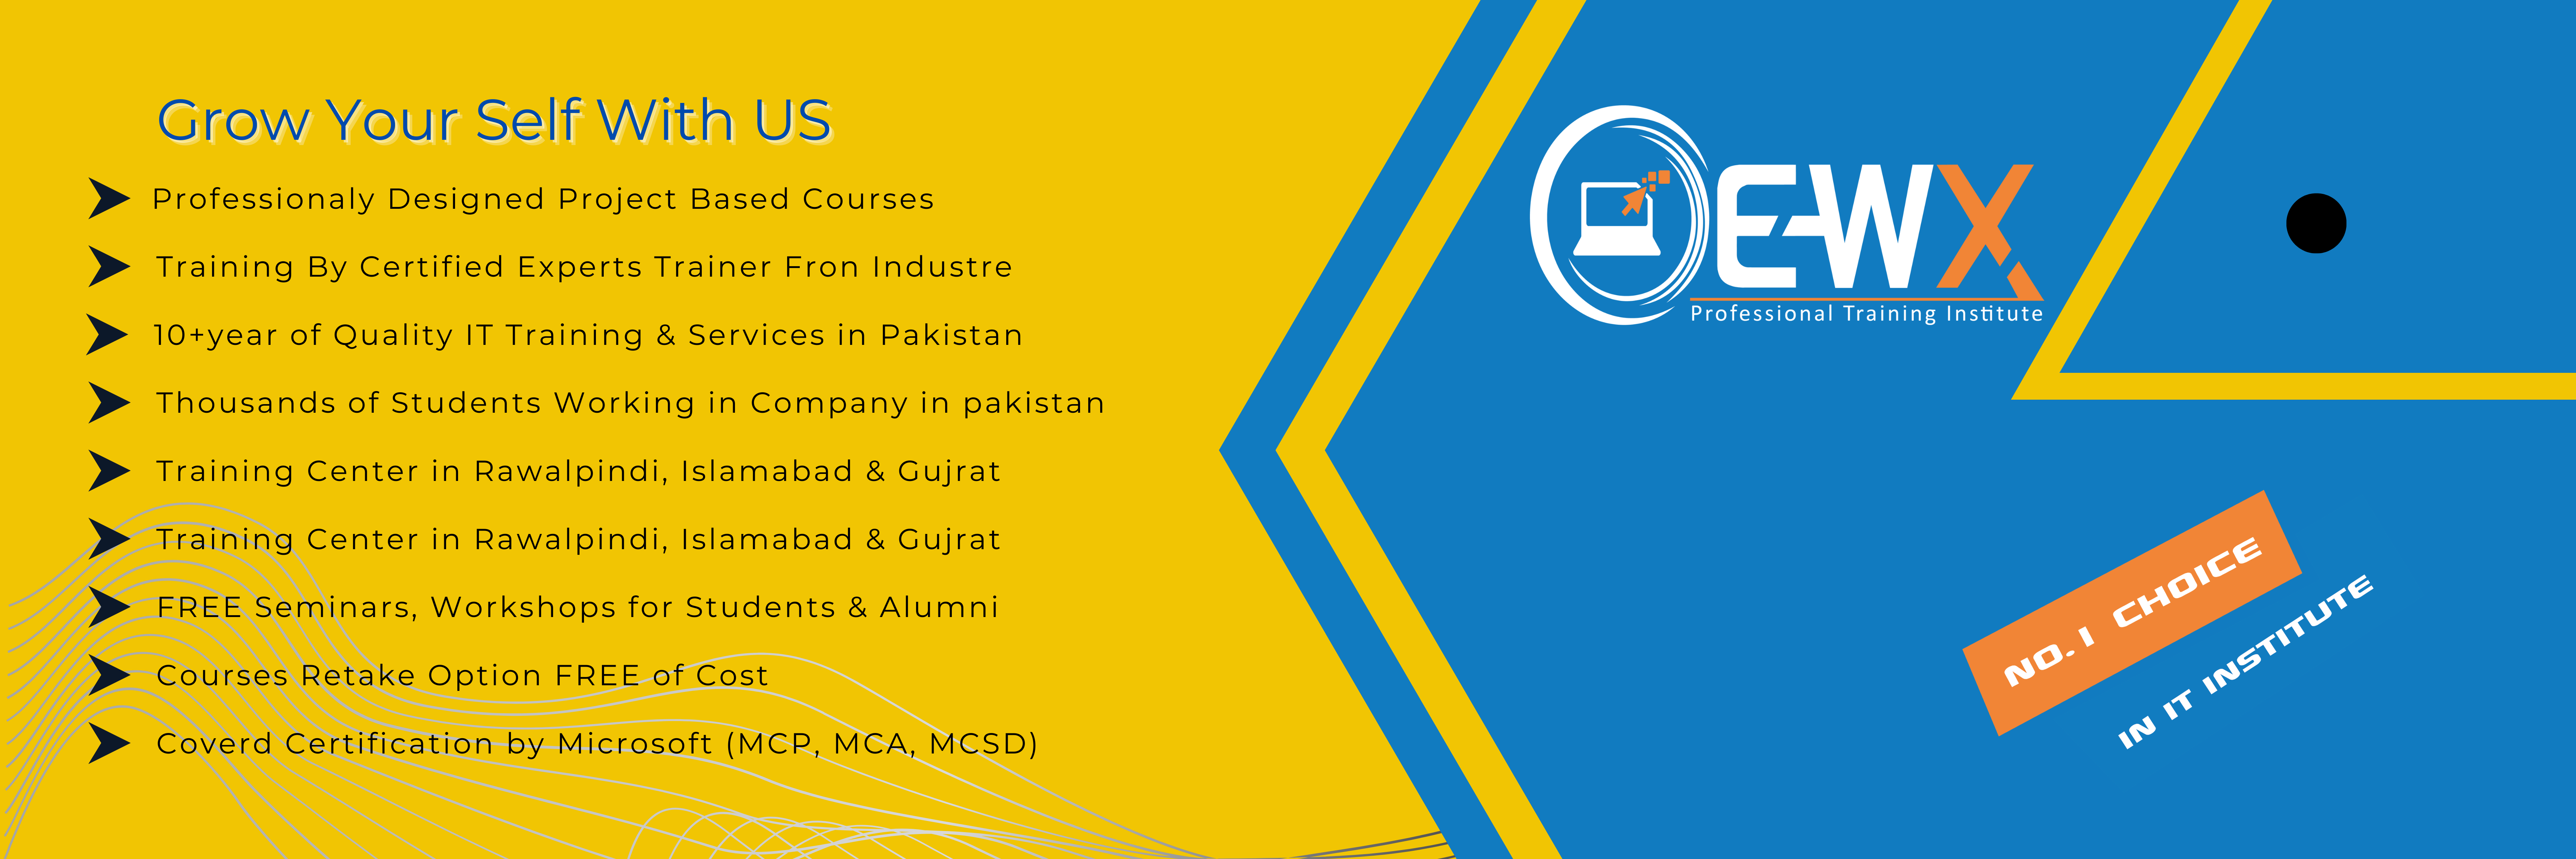 Grow Your Self With US
Professionaly Designed Project Based Courses
Training By Certified Experts Trainer Fron Industre
10+year of Quality IT Training & Services in Pakistan
Thousands of Students Working in Company in pakistan
Training Center in Rawalpindi, Islamabad & Gujrat
Training Center in Rawalpindi, Islamabad & Gujrat
FREE Seminars, Workshops for Students & Alumni
Courses Retake Option FREE of Cost
Coverd Certification by Microsoft (MCP, MCA, MCSD)
E-WX
Professional Training Institute
NO.1 CHOICE
IN IT INSTITUTE